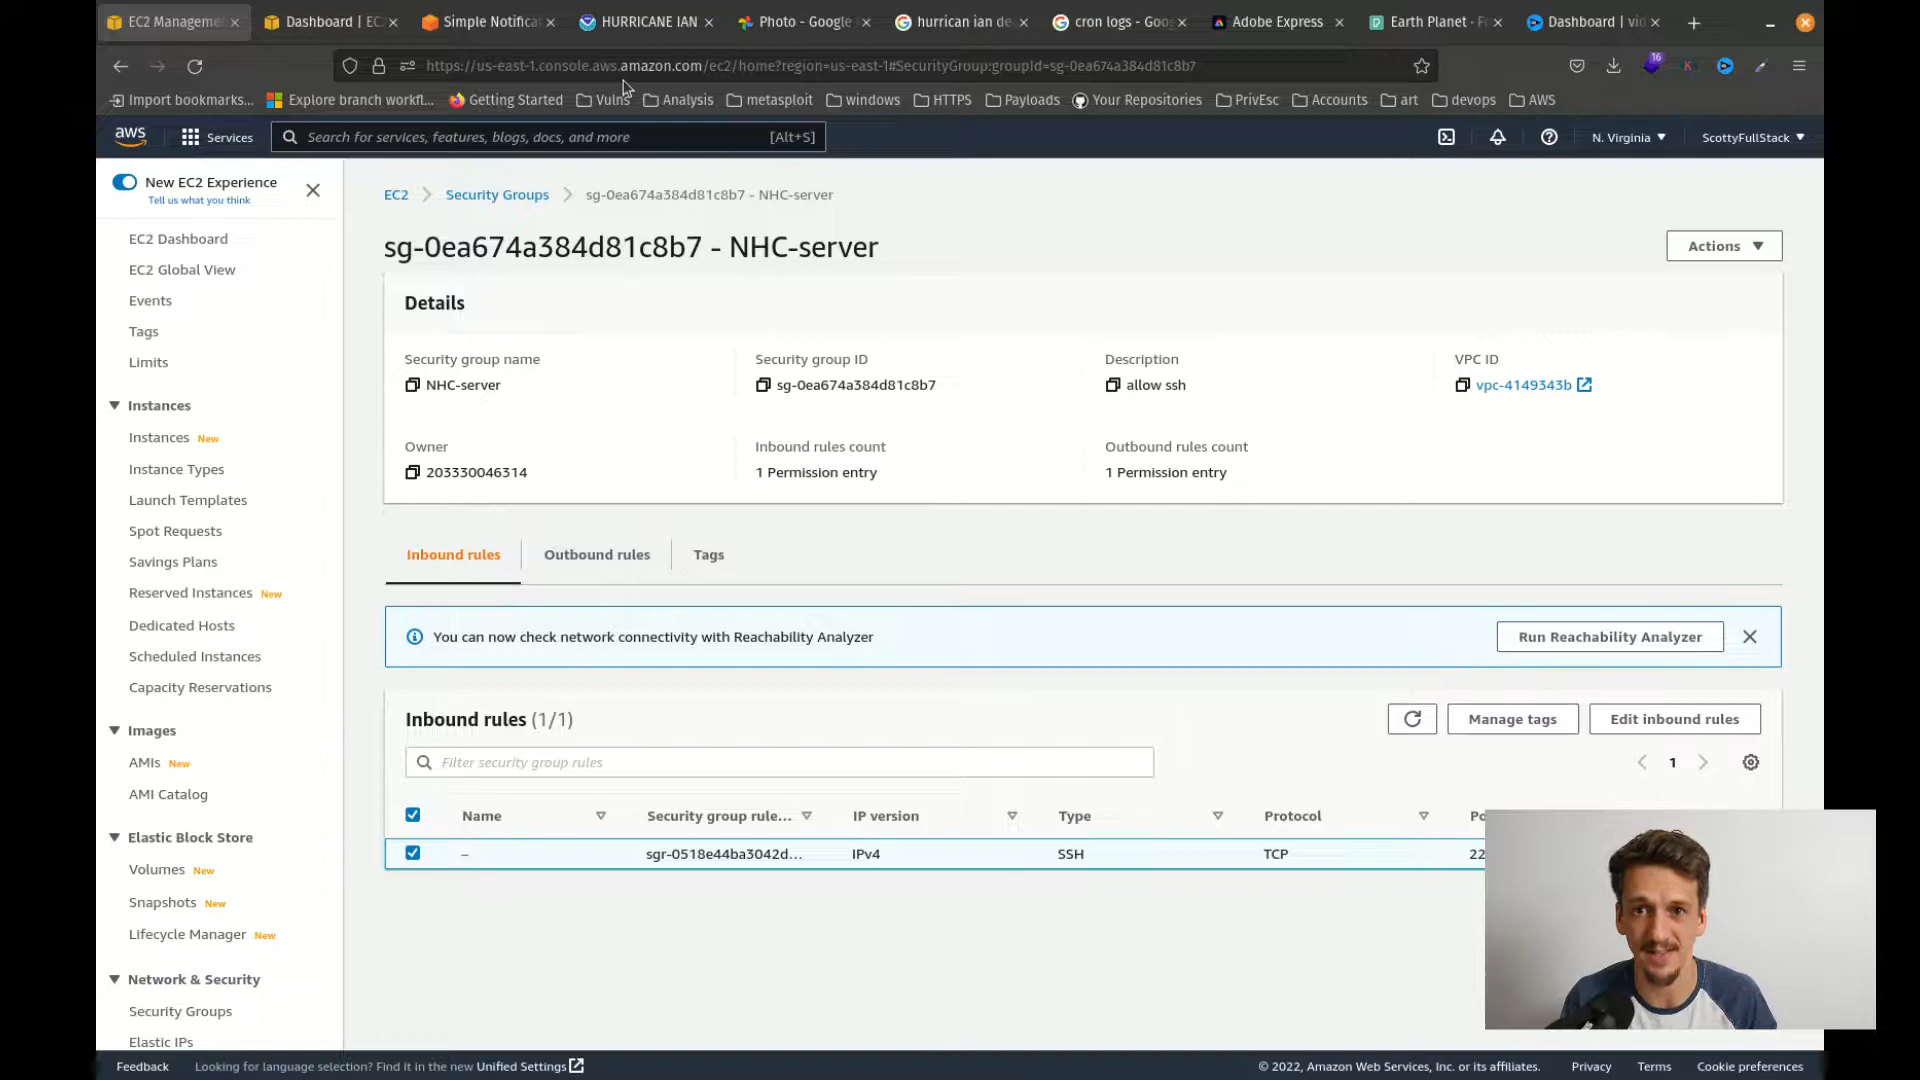 EC2 Manageme
Dashboard | EC
Simple Notificat
HURRICANE IAN
Photo - Google
hurrican ian de
cron logs - Goog
Adobe Express
Earth Planet - F
Dashboard | vid
https://us-east-1.console.aws.amazon.com/ec2/home?region=us-east-1#SecurityGroup:groupId=sg-0ea674a384d81c8b7
16
Import bookmarks...
Explore branch workfl...
Getting Started
Vulns
Analysis
metasploit
windows
HTTPS
Payloads
Your Repositories
PrivEsc
Accounts
art
devops
AWS
aws
Services
Search for services, features, blogs, docs, and more
[Alt+S]
N. Virginia
ScottyFullStack
New EC2 Experience
Tell us what you think
EC2 Dashboard
EC2 Global View
Events
Tags
Limits
Instances
Instances New
Instance Types
Launch Templates
Spot Requests
Savings Plans
Reserved Instances New
Dedicated Hosts
Scheduled Instances
Capacity Reservations
Images
AMIs New
AMI Catalog
Elastic Block Store
Volumes New
Snapshots New
Lifecycle Manager New
Network & Security
Security Groups
Elastic IPs
EC2
Security Groups
sg-0ea674a384d81c8b7 - NHC-server
sg-0ea674a384d81c8b7 - NHC-server
Actions
Details
Security group name
NHC-server
Security group ID
sg-0ea674a384d81c8b7
Description
allow ssh
VPC ID
vpc-4149343b
Owner
203330046314
Inbound rules count
1 Permission entry
Outbound rules count
1 Permission entry
Inbound rules
Outbound rules
Tags
You can now check network connectivity with Reachability Analyzer
Run Reachability Analyzer
Inbound rules (1/1)
Manage tags
Edit inbound rules
Filter security group rules
1
Name
Security group rule...
IP version
Type
Protocol
Po
–
sgr-0518e44ba3042d...
IPv4
SSH
TCP
22
Feedback
Looking for language selection? Find it in the new Unified Settings
© 2022, Amazon Web Services, Inc. or its affiliates.
Privacy
Terms
Cookie preferences